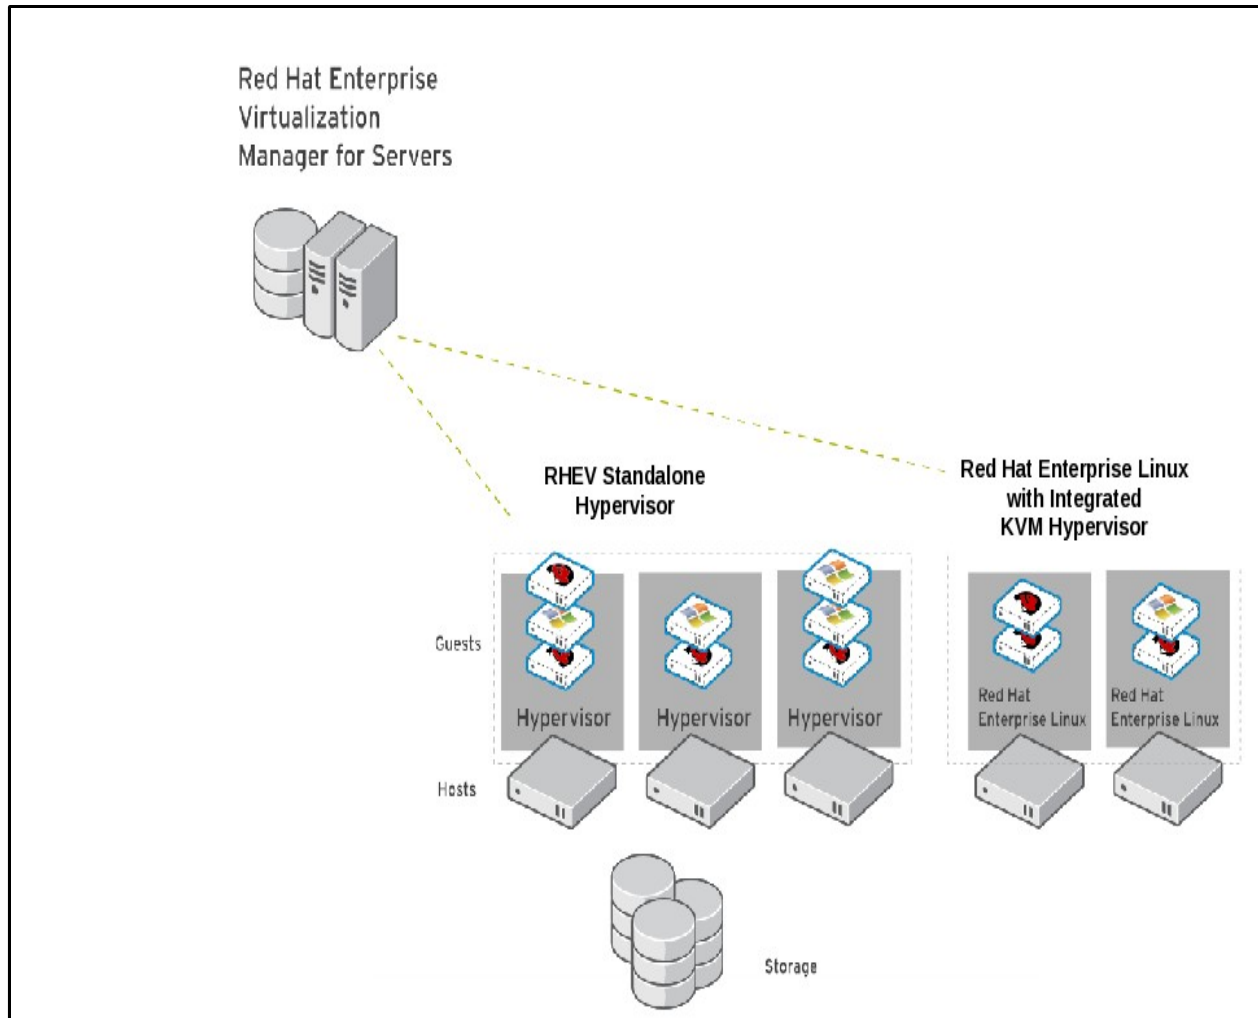 Red Hat Enterprise
Virtualization
Manager for Servers
RHEV Standalone
Hypervisor
Red Hat Enterprise Linux
with Integrated
KVM Hypervisor
Guests
Hypervisor
Hypervisor
Hypervisor
Red Hat
Enterprise Linux
Red Hat
Enterprise Linux
Hosts
Storage